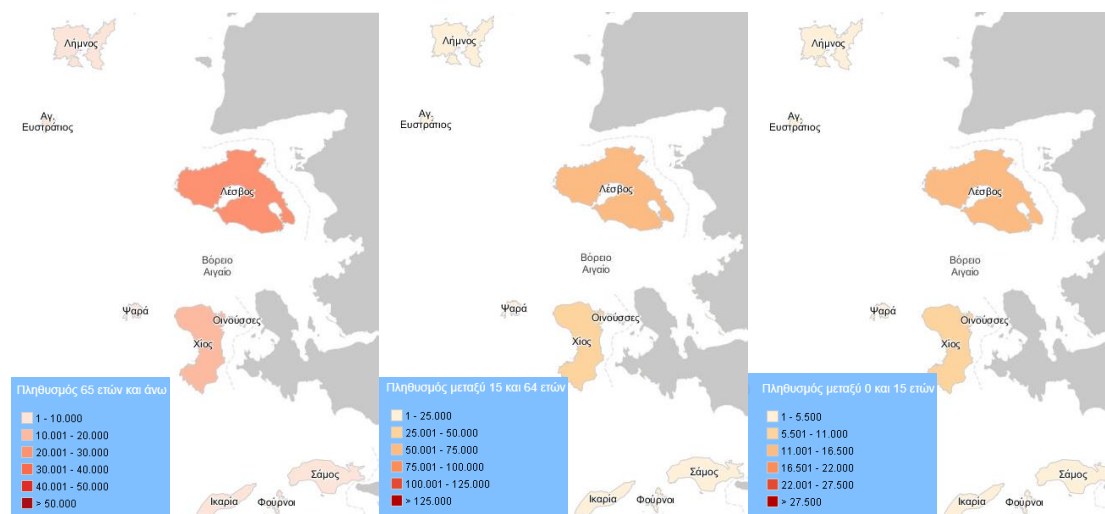 Λήμνος
Αγ.
Ευστράτιος
Λέσβος
Βόρειο
Αιγαίο
Ψαρά
Οινούσσες
Χίος
Πληθυσμός 65 ετών και άνω
1 - 10.000
10.001 - 20.000
20.001 - 30.000
30.001 - 40.000
40.001 - 50.000
> 50.000
Σάμος
Ικαρία
Φούρνοι
Λήμνος
Αγ.
Ευστράτιος
Λέσβος
Βόρειο
Αιγαίο
Ψαρά
Οινούσσες
Χίος
Πληθυσμός μεταξύ 15 και 64 ετών
1 - 25.000
25.001 - 50.000
50.001 - 75.000
75.001 - 100.000
100.001 - 125.000
> 125.000
Σάμος
Ικαρία
Φούρνοι
Λήμνος
Αγ.
Ευστράτιος
Λέσβος
Βόρειο
Αιγαίο
Ψαρά
Οινούσσες
Χίος
Πληθυσμός μεταξύ 0 και 15 ετών
1 - 5.500
5.501 - 11.000
11.001 - 16.500
16.501 - 22.000
22.001 - 27.500
> 27.500
Σάμος
Ικαρία
Φούρνοι